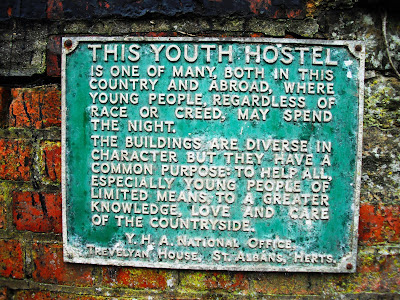 THIS YOUTH HOSTEL
IS ONE OF MANY, BOTH IN THIS
COUNTRY AND ABROAD, WHERE
YOUNG PEOPLE, REGARDLESS OF
RACE OR CREED, MAY SPEND
THE NIGHT.
THE BUILDINGS ARE DIVERSE IN
CHARACTER BUT THEY HAVE A
COMMON PURPOSE: TO HELP ALL,
ESPECIALLY YOUNG PEOPLE OF
LIMITED MEANS, TO A GREATER
KNOWLEDGE, LOVE AND CARE
OF THE COUNTRYSIDE.
Y. H. A. NATIONAL OFFICE,
TREVELYAN HOUSE, ST. ALBANS, HERTS.